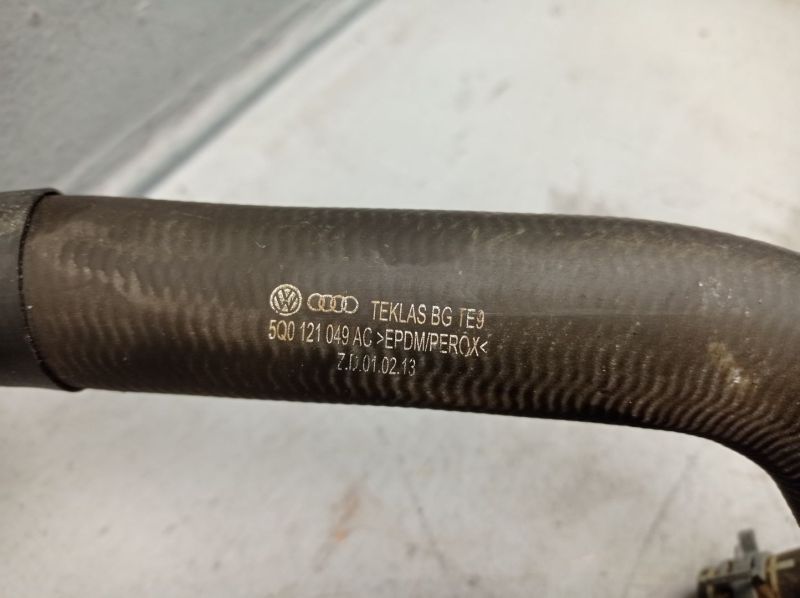 TEKLAS BG TE9
5Q0 121 049 AC >EPDM/PEROX<
Z.D.01.02.13